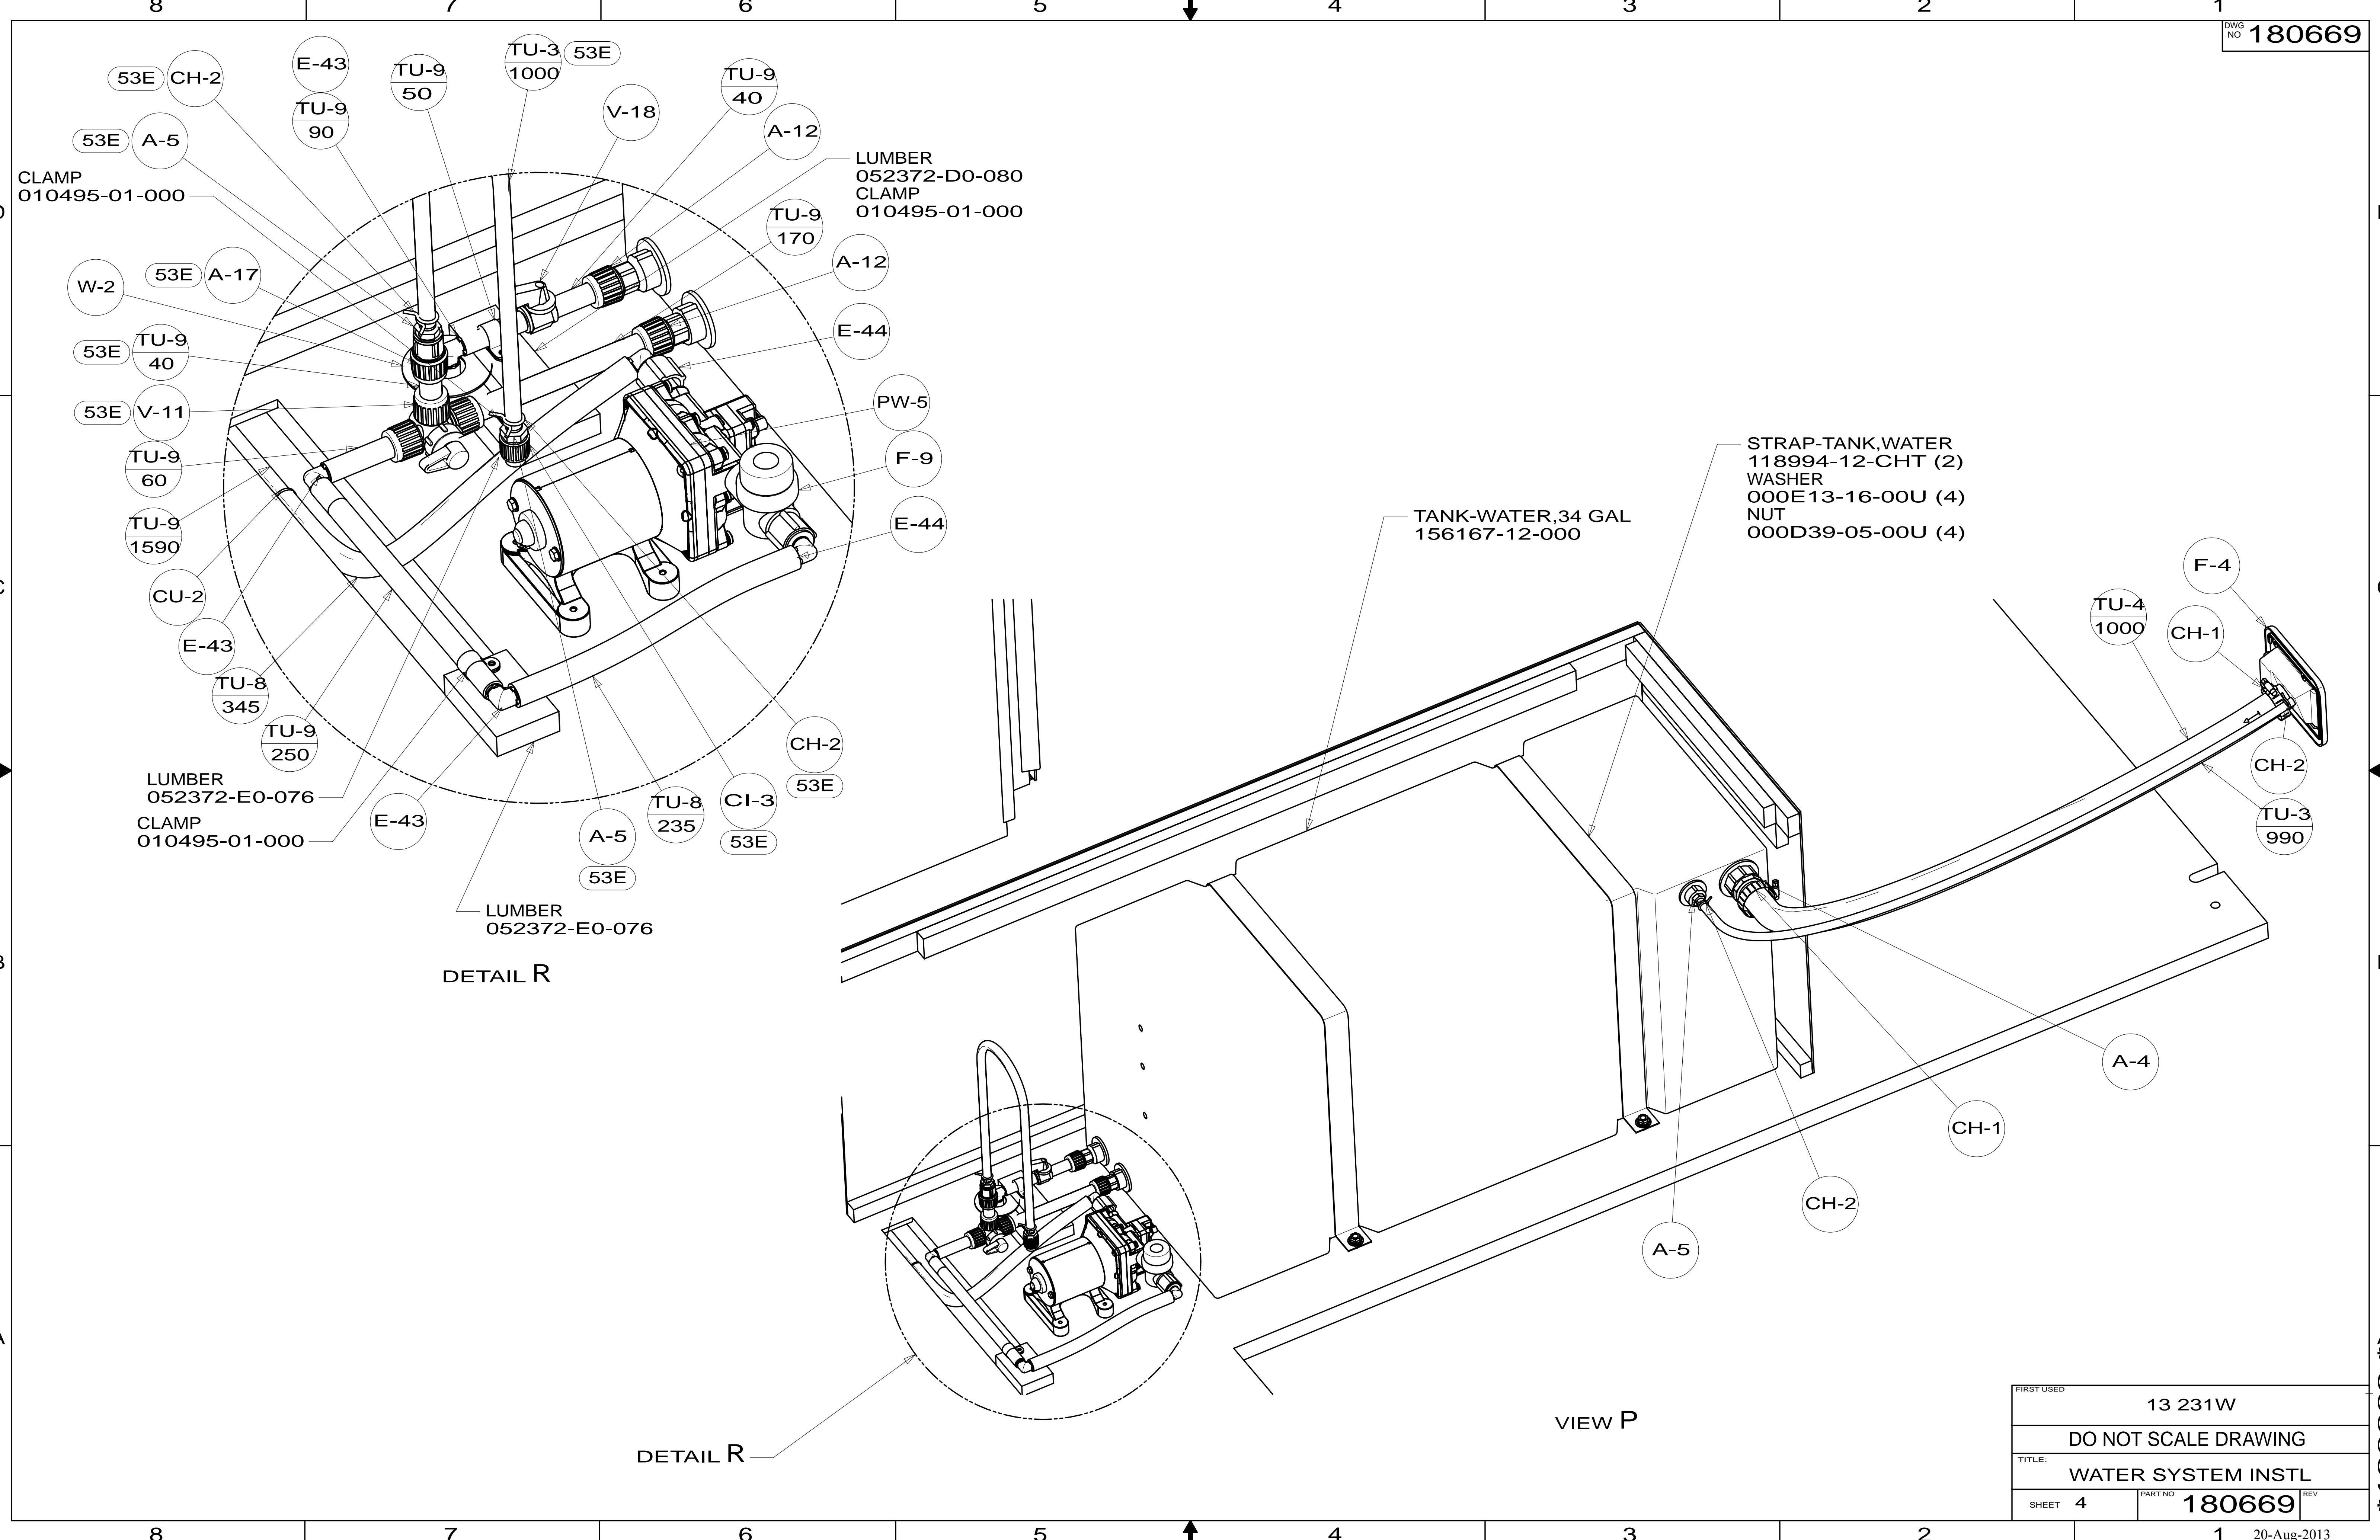 8 7 6 5 4 3 2 1
DWG NO 180669
53E CH-2
E-43
TU-9 90
TU-9 50
TU-3 1000 53E
V-18
TU-9 40
A-12
53E A-5
CLAMP
010495-01-000
LUMBER
052372-D0-080
CLAMP
010495-01-000
TU-9 170
A-12
W-2
53E A-17
E-44
53E TU-9 40
53E V-11
PW-5
TU-9 60
F-9
TU-9 1590
E-44
CU-2
E-43
TU-8 345
TU-9 250
LUMBER
052372-E0-076
CLAMP
010495-01-000
E-43
A-5
53E
TU-8 235
CI-3
53E
CH-2
53E
LUMBER
052372-E0-076
DETAIL R
STRAP-TANK,WATER
118994-12-CHT (2)
WASHER
000E13-16-00U (4)
NUT
000D39-05-00U (4)
TANK-WATER,34 GAL
156167-12-000
F-4
TU-4 1000
CH-1
CH-2
TU-3 990
A-4
CH-1
CH-2
A-5
DETAIL R
VIEW P
FIRST USED
13 231W
DO NOT SCALE DRAWING
TITLE:
WATER SYSTEM INSTL
SHEET 4
PART NO 180669
REV
8 7 6 5 4 3 2 1
20-Aug-2013